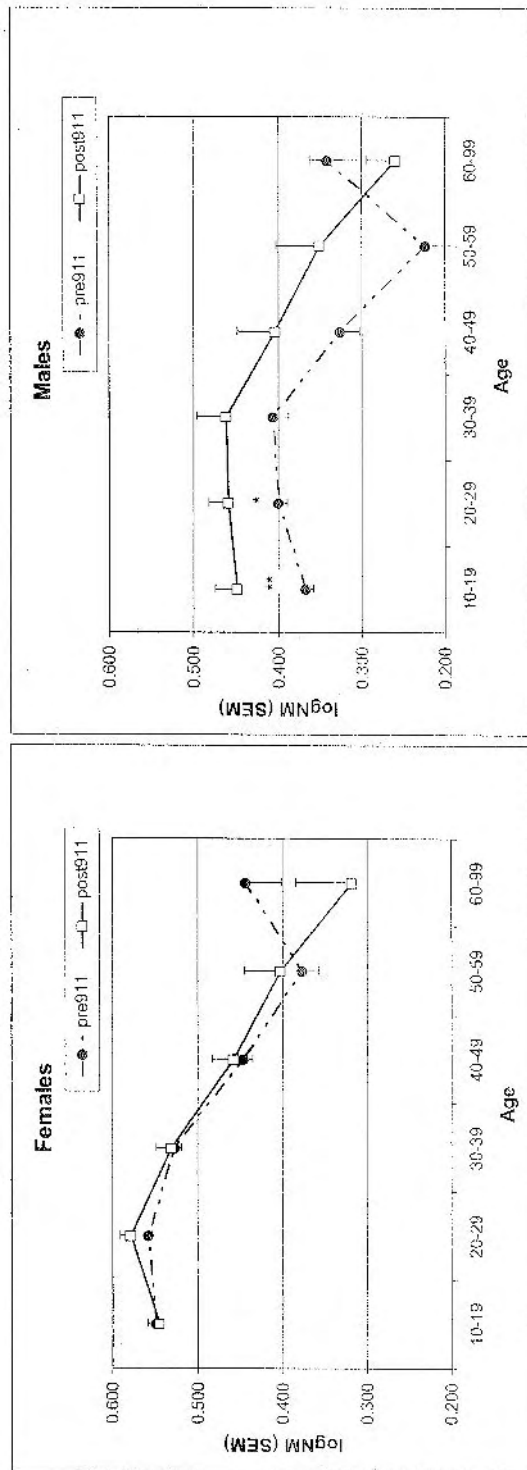 Females
pre911 post911
0.600
0.500
0.400
0.300
0.200
logNM (SEM)
10-19 20-29 30-39 40-49 50-59 60-99
Age
Males
pre911 post911
0.600
0.500
0.400
0.300
0.200
logNM (SEM)
**
*
10-19 20-29 30-39 40-49 50-59 60-99
Age